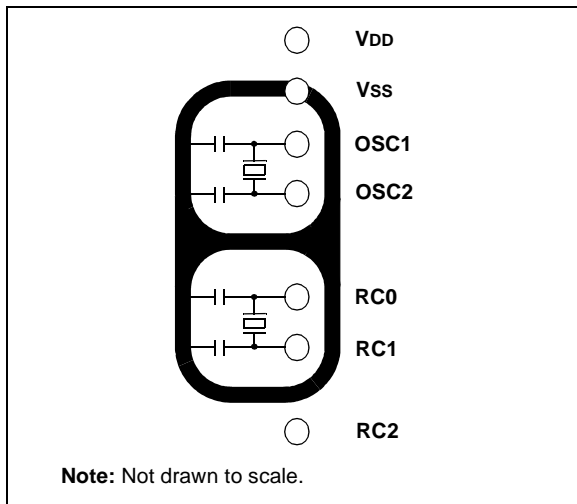 VDD
VSS
OSC1
OSC2
RC0
RC1
RC2
Note: Not drawn to scale.